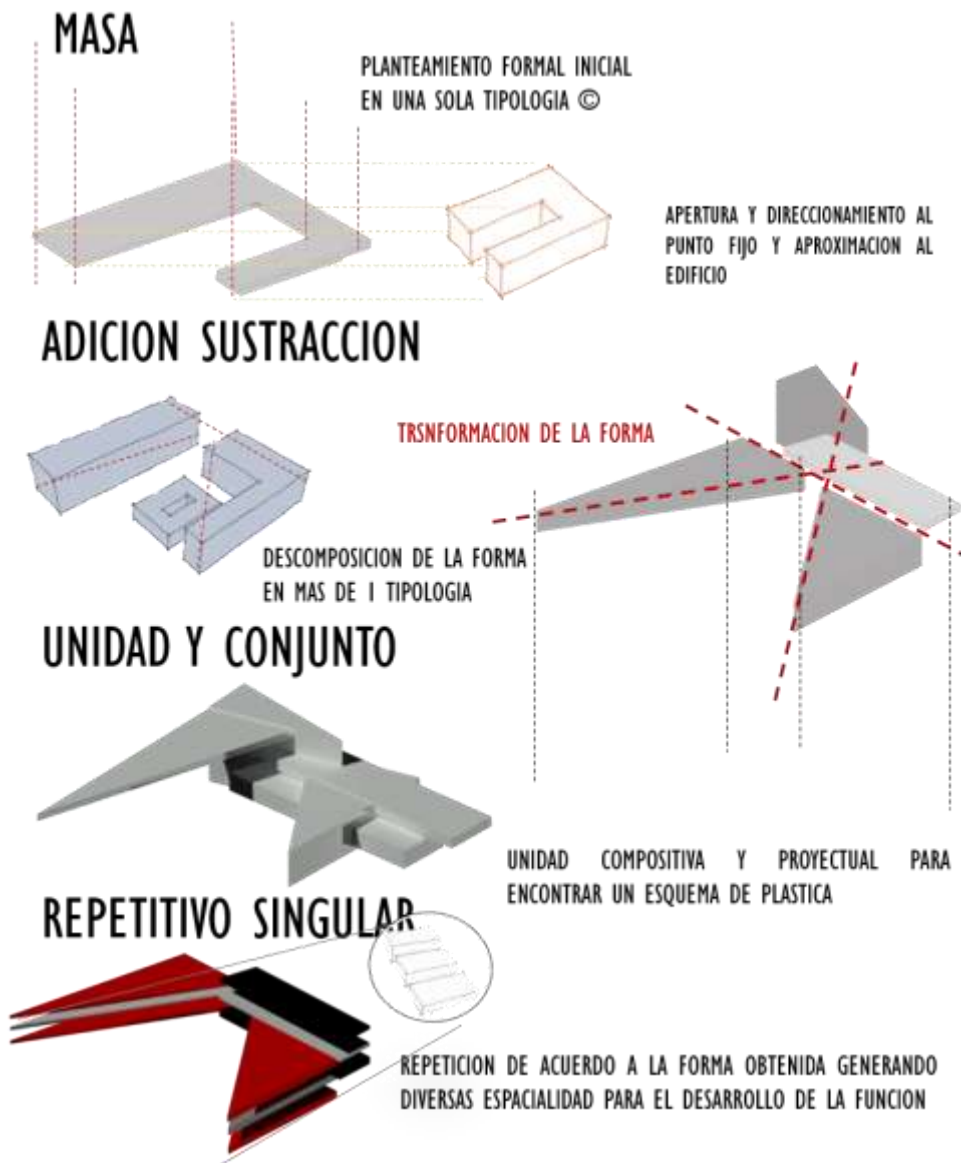 MASA
PLANTEAMIENTO FORMAL INICIAL
EN UNA SOLA TIPOLOGIA ©
APERTURA Y DIRECCIONAMIENTO AL
PUNTO FIJO Y APROXIMACION AL
EDIFICIO
ADICION SUSTRACCION
TRSNFORMACION DE LA FORMA
DESCOMPOSICION DE LA FORMA
EN MAS DE I TIPOLOGIA
UNIDAD Y CONJUNTO
UNIDAD COMPOSITIVA Y PROYECTUAL PARA
ENCONTRAR UN ESQUEMA DE PLASTICA
REPETITIVO SINGULAR
REPETICION DE ACUERDO A LA FORMA OBTENIDA GENERANDO
DIVERSAS ESPACIALIDAD PARA EL DESARROLLO DE LA FUNCION